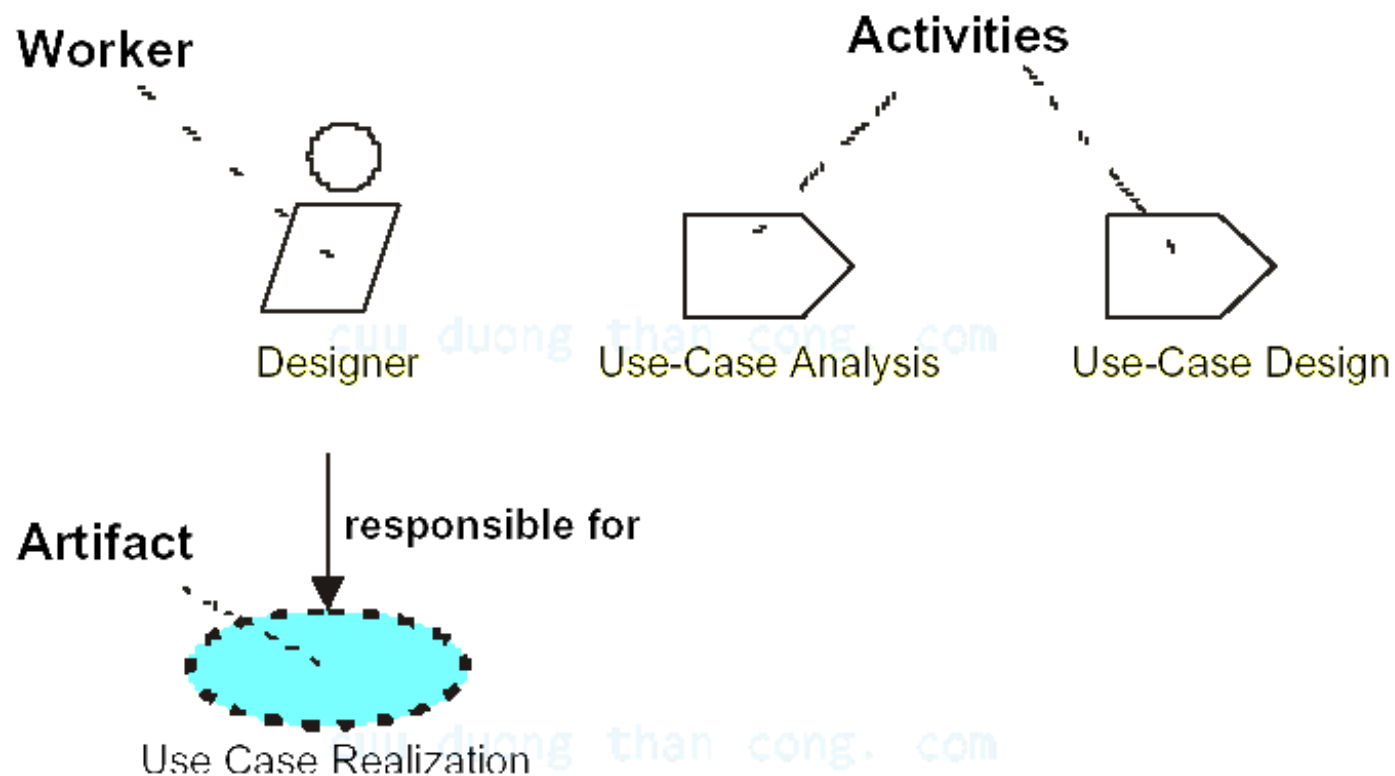 Worker
Activities
cuu duong than cong. com
Designer
Use-Case Analysis
Use-Case Design
responsible for
Artifact
cuu duong than cong. com
Use Case Realization